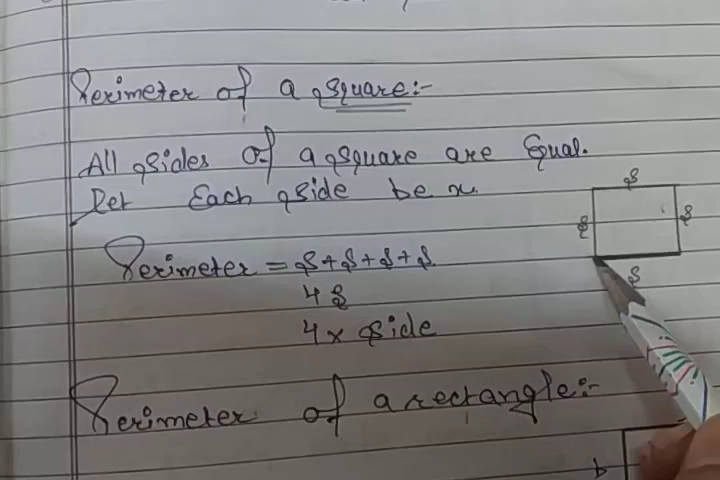 Perimeter of a square:-
All sides of a square are Equal.
Let Each side be x.
S
S
S
Perimeter = S+S+S+S
4 S
S
4 x side
Perimeter of a rectangle:-
b